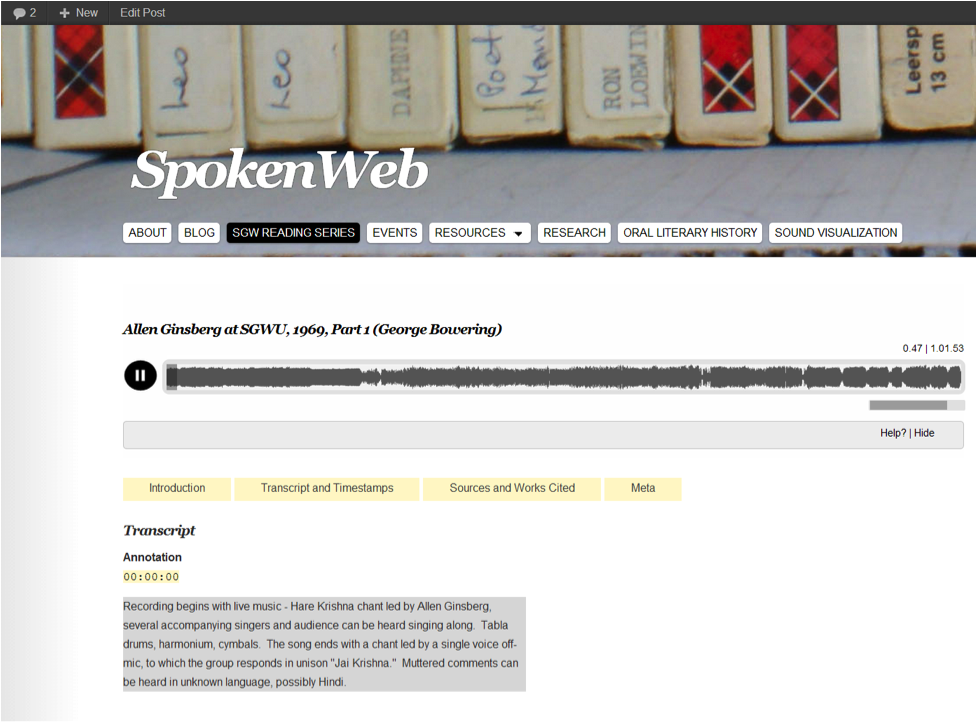 2 New Edit Post
Leo
Leo
DAPHNE
Poet
RON
LOEWIN
Leersp
13 cm
SpokenWeb
ABOUT BLOG SGW READING SERIES EVENTS RESOURCES RESEARCH ORAL LITERARY HISTORY SOUND VISUALIZATION
Allen Ginsberg at SGWU, 1969, Part 1 (George Bowering)
0.47 | 1.01.53
Help? | Hide
Introduction Transcript and Timestamps Sources and Works Cited Meta
Transcript
Annotation
00:00:00
Recording begins with live music - Hare Krishna chant led by Allen Ginsberg,
several accompanying singers and audience can be heard singing along. Tabla
drums, harmonium, cymbals. The song ends with a chant led by a single voice off-
mic, to which the group responds in unison "Jai Krishna." Muttered comments can
be heard in unknown language, possibly Hindi.